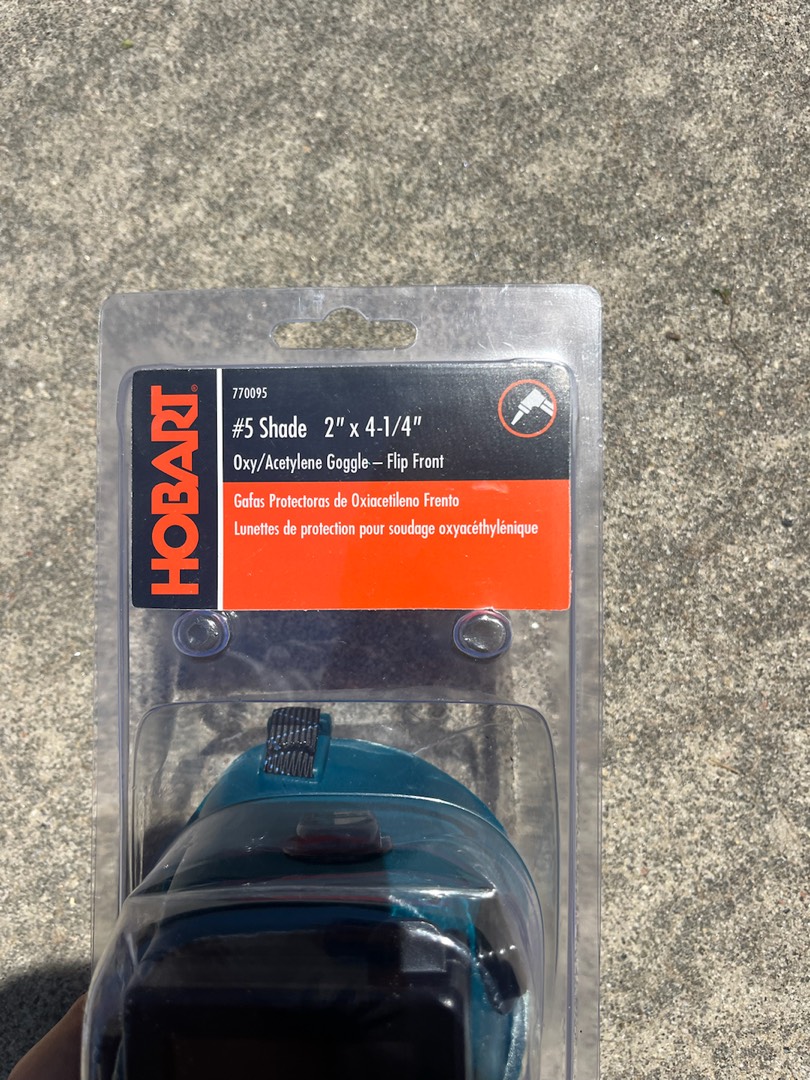 HOBART®
770095
#5 Shade 2" x 4-1/4"
Oxy/Acetylene Goggle – Flip Front
Gafas Protectoras de Oxiacetileno Frento
Lunettes de protection pour soudage oxyacéthylénique